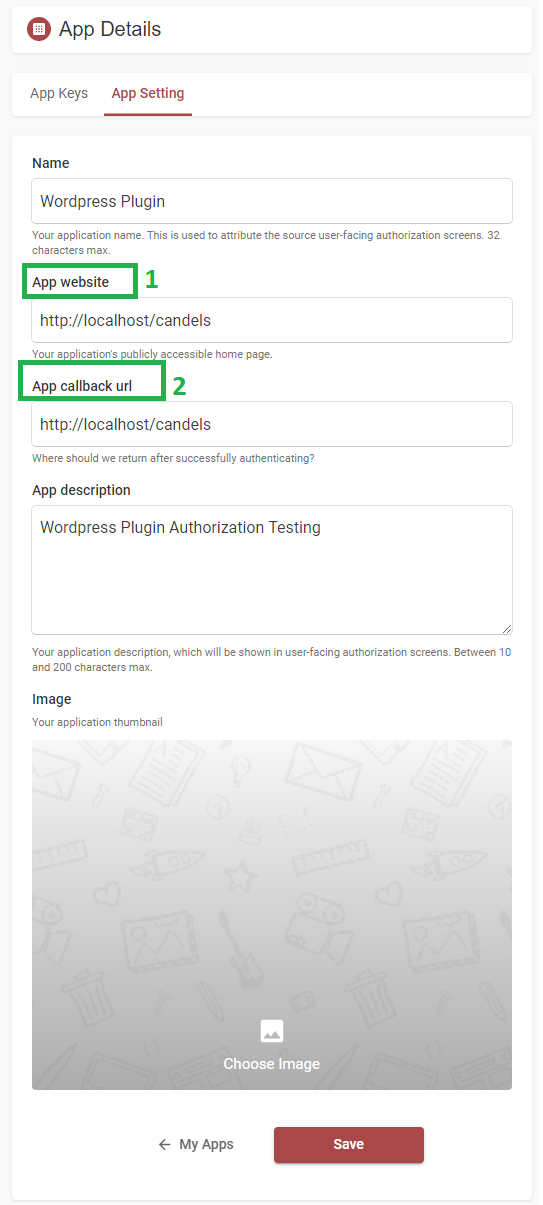 App Details
App Keys
App Setting
Name
Wordpress Plugin
Your application name. This is used to attribute the source user-facing authorization screens. 32
characters max.
App website
1
http://localhost/candels
Your application's publicly accessible home page.
App callback url
2
http://localhost/candels
Where should we return after successfully authenticating?
App description
Wordpress Plugin Authorization Testing
Your application description, which will be shown in user-facing authorization screens. Between 10
and 200 characters max.
Image
Your application thumbnail
Choose Image
My Apps
Save